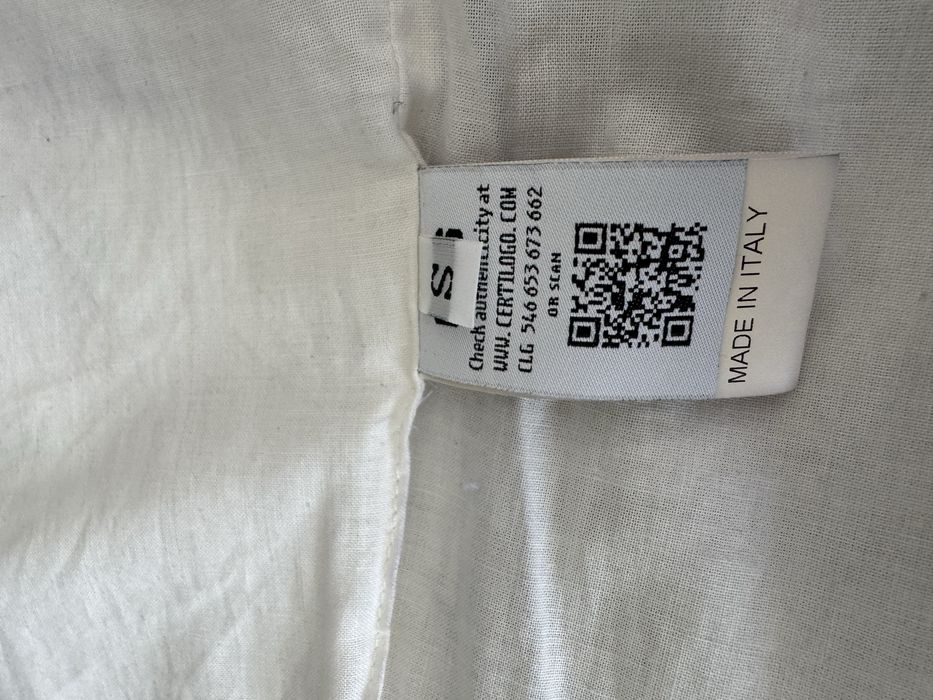 S
Check authenticity at
WWW.CERTILOGO.COM
CLG 546 653 673 662
OR SCAN
MADE IN ITALY